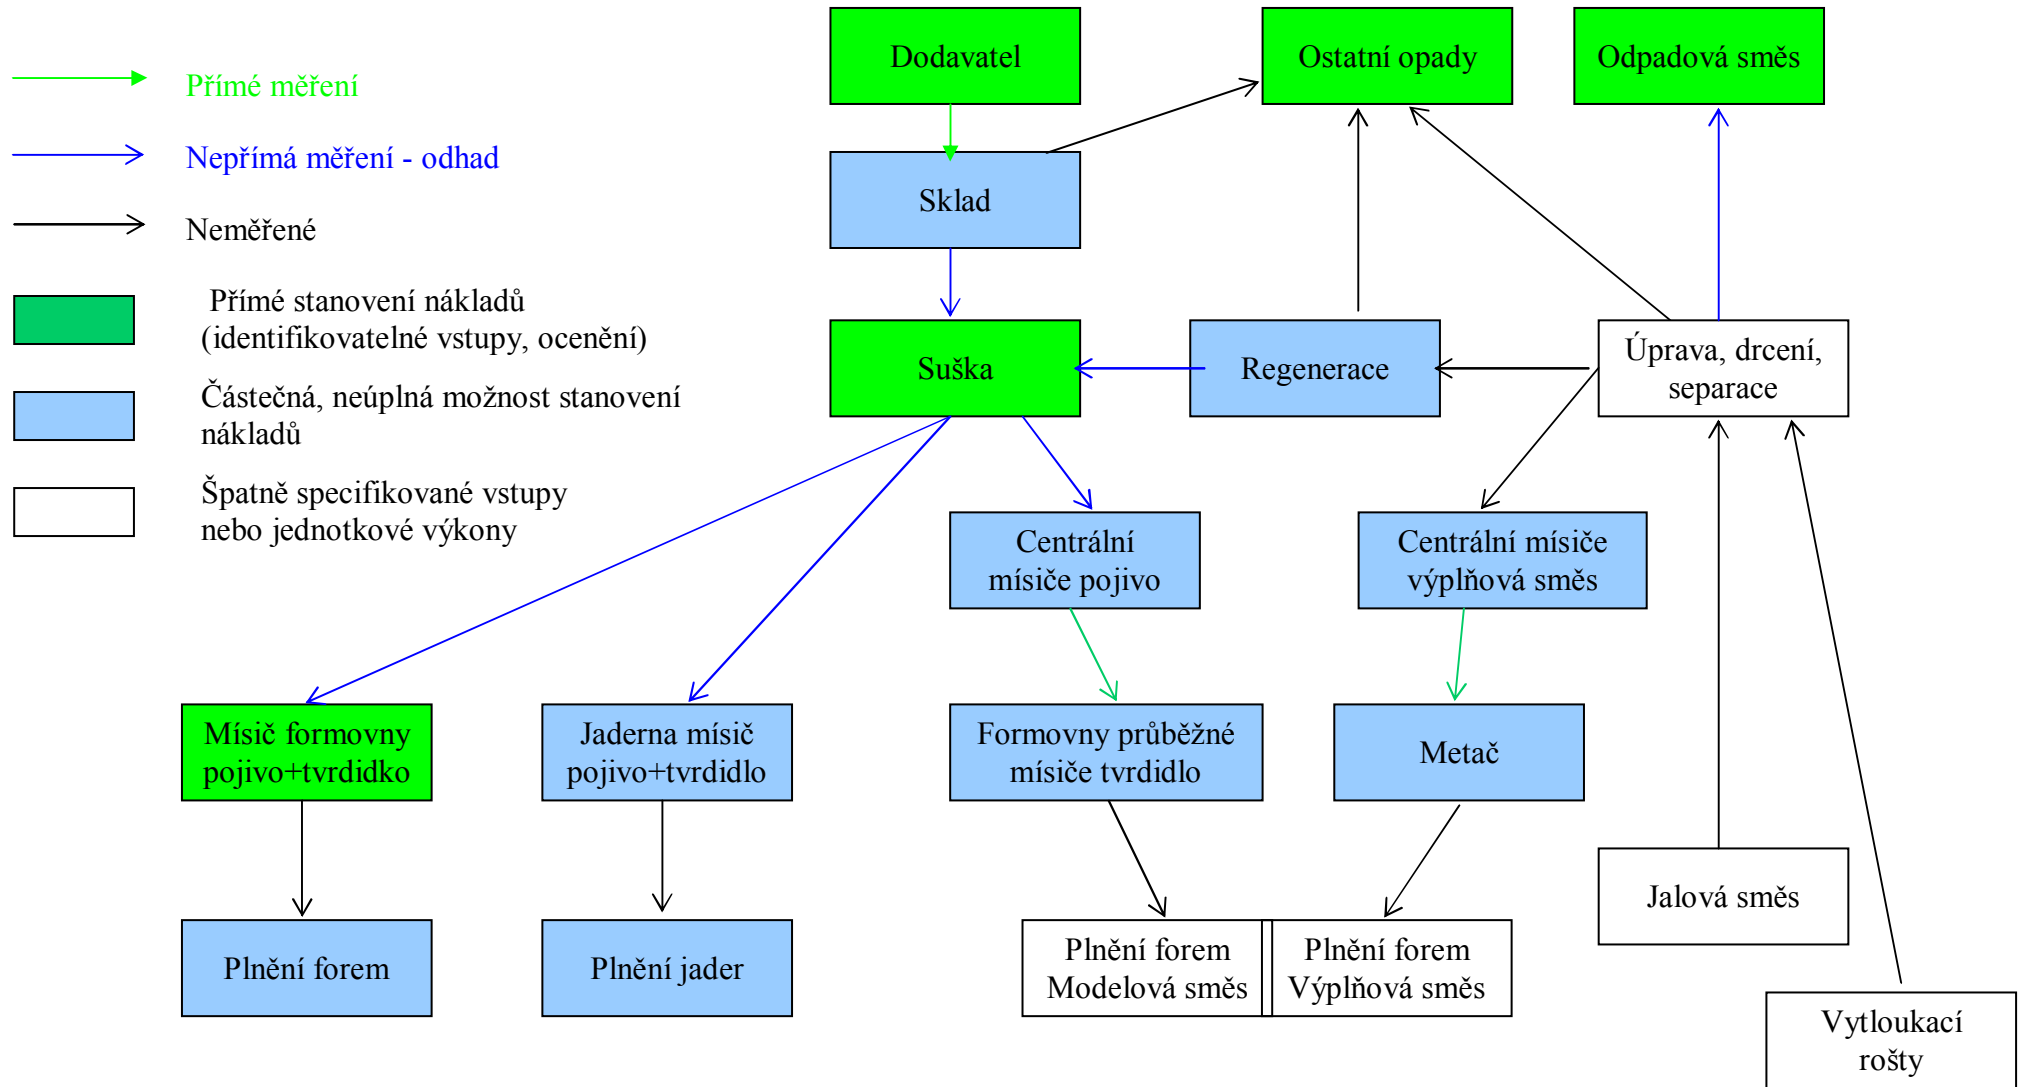 Dodavatel
Ostatní opady
Odpadová směs
Přímé měření
Nepřímá měření - odhad
Neměřené
Přímé stanovení nákladů
(identifikovatelné vstupy, ocenění)
Částečná, neúplná možnost stanovení
nákladů
Špatně specifikované vstupy
nebo jednotkové výkony
Sklad
Suška
Regenerace
Úprava, drcení,
separace
Centrální
mísiče pojivo
Centrální mísiče
výplňová směs
Mísič formovny
pojivo+tvrdidko
Jaderna mísič
pojivo+tvrdidlo
Formovny průběžné
mísiče tvrdidlo
Metač
Jalová směs
Plnění forem
Plnění jader
Plnění forem
Modelová směs
Plnění forem
Výplňová směs
Vytloukací
rošty